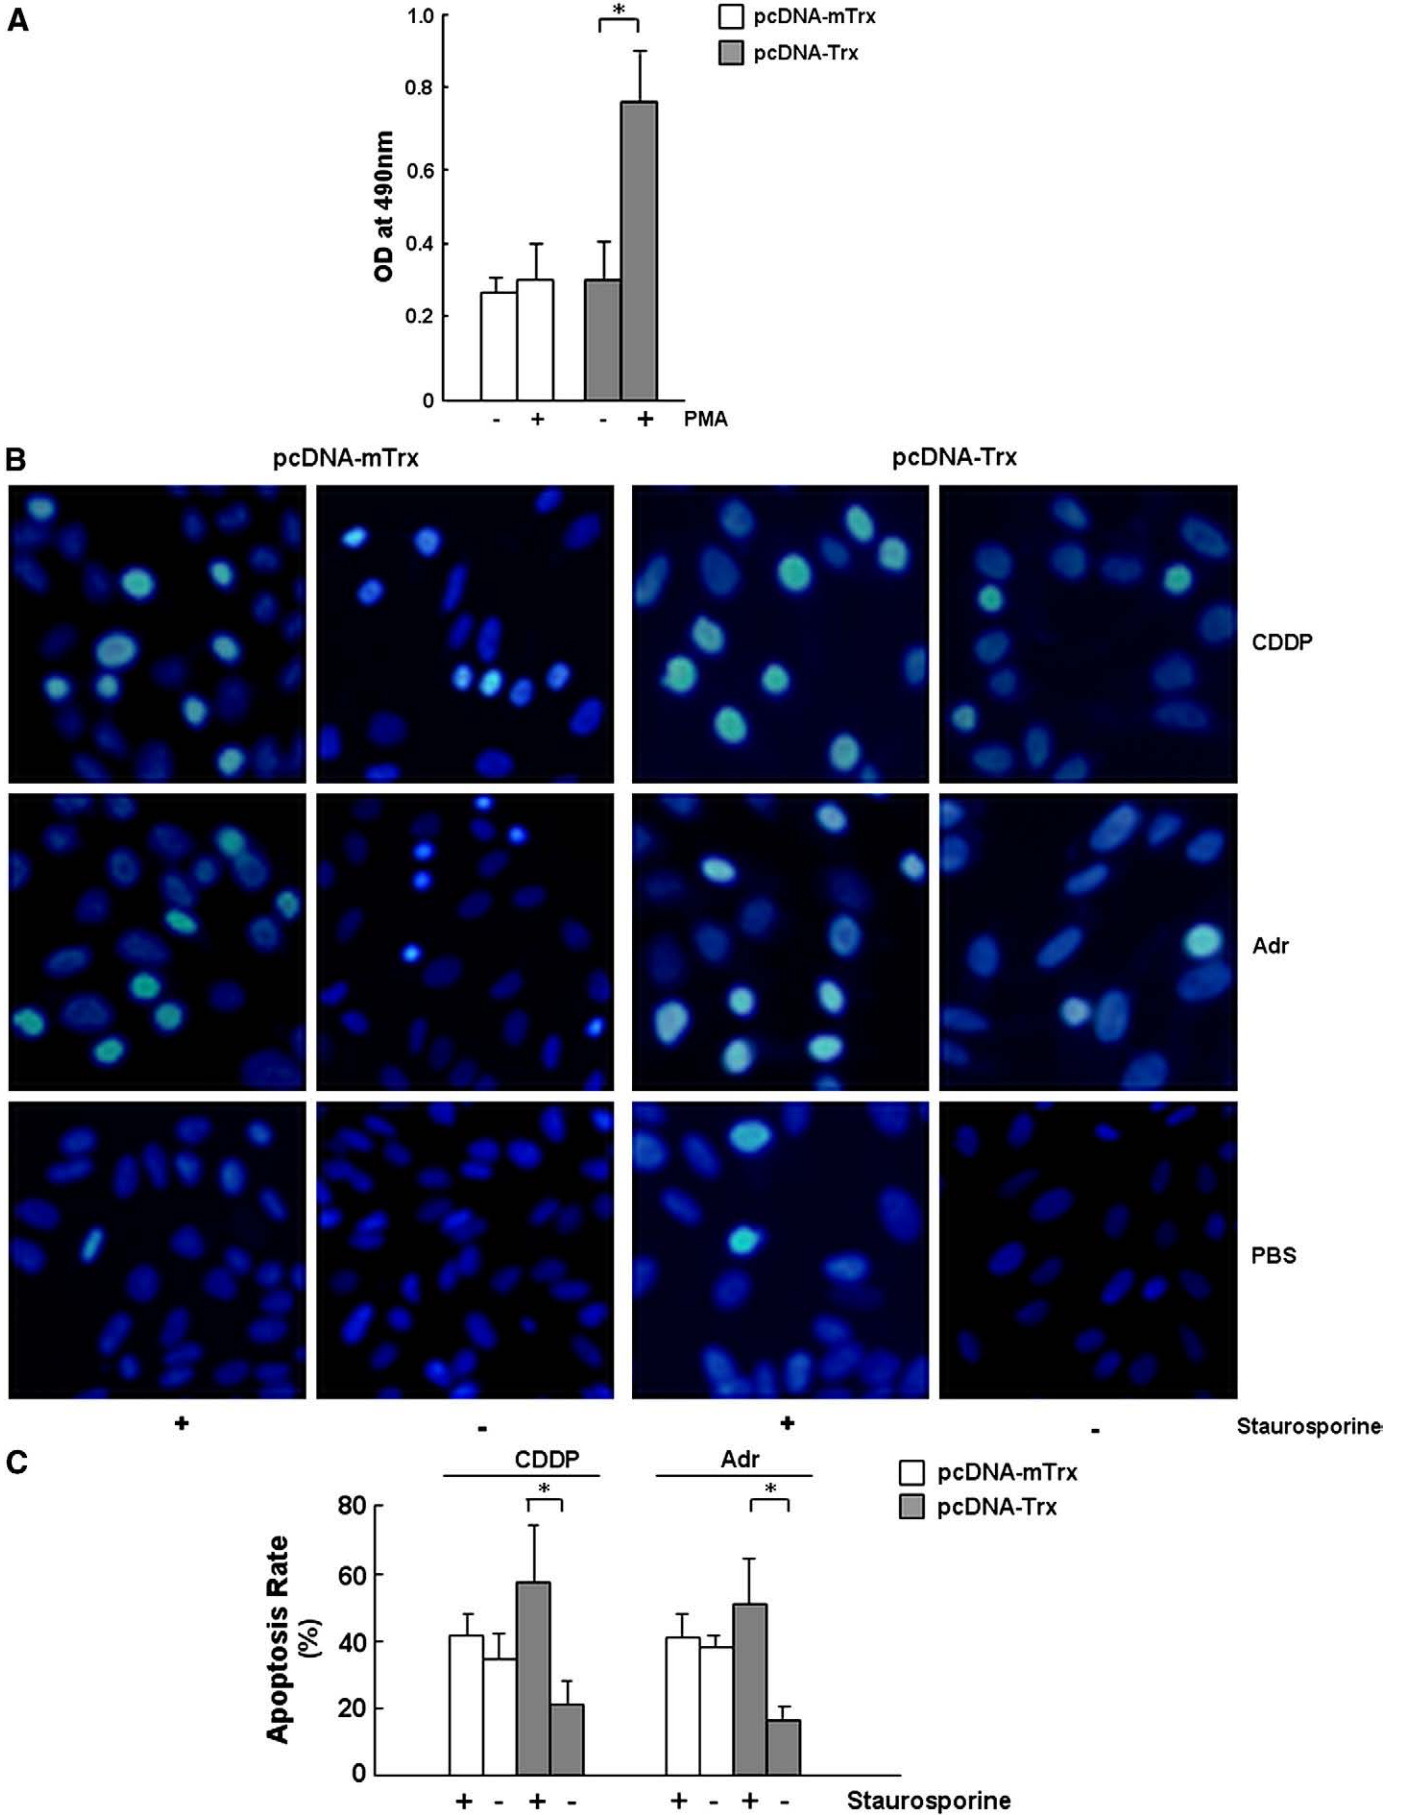 A
1.0
*
pcDNA-mTrx
pcDNA-Trx
0.8
0.6
0.4
0.2
0
OD at 490nm
- + - + PMA
B
pcDNA-mTrx pcDNA-Trx
CDDP
Adr
PBS
+ - + - Staurosporine
C
CDDP Adr
pcDNA-mTrx
pcDNA-Trx
* *
80
60
40
20
0
Apoptosis Rate
(%)
+ - + - + - + - Staurosporine